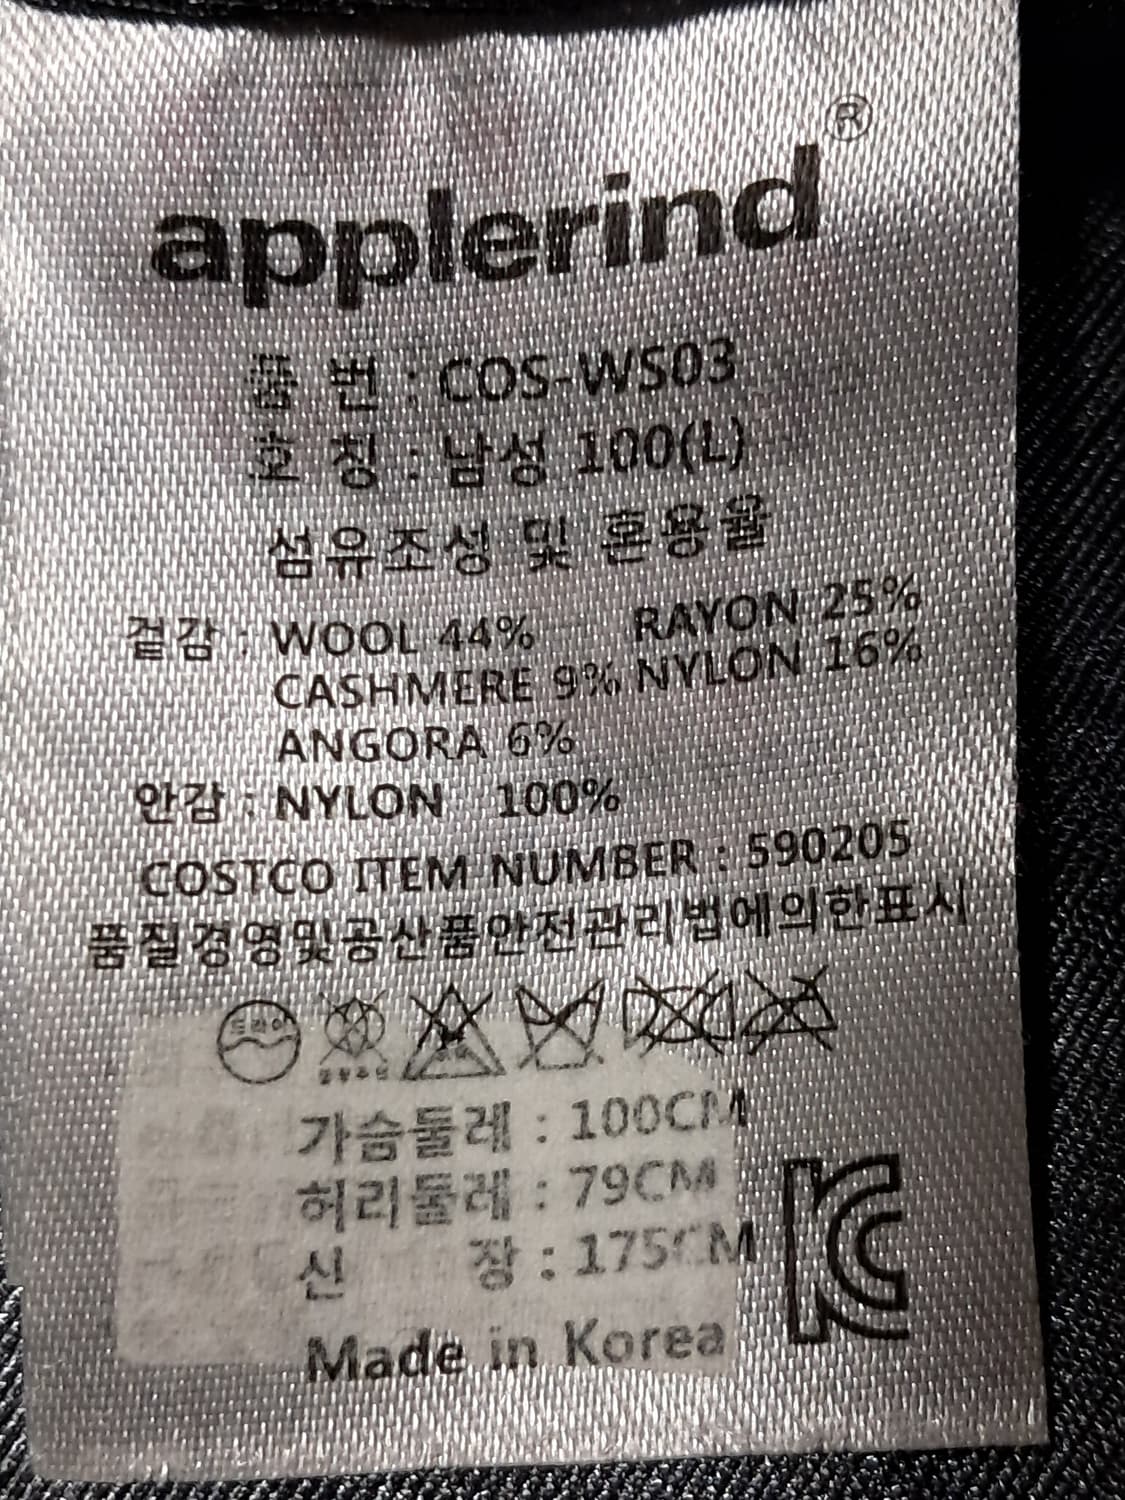 applerind®
품 번 : COS-WS03
호 칭 : 남성 100(L)
섬유조성 및 혼용율
겉감 : WOOL 44% RAYON 25%
CASHMERE 9% NYLON 16%
ANGORA 6%
안감 : NYLON 100%
COSTCO ITEM NUMBER : 590205
품질경영및공산품안전관리법에의한표시
드라이
가슴둘레 : 100CM
허리둘레 : 79CM
신 장 : 175CM
KC
Made in Korea